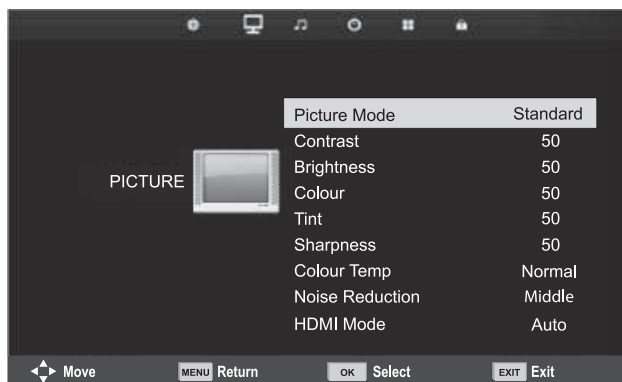 PICTURE
Picture Mode Standard
Contrast 50
Brightness 50
Colour 50
Tint 50
Sharpness 50
Colour Temp Normal
Noise Reduction Middle
HDMI Mode Auto
Move MENU Return OK Select EXIT Exit